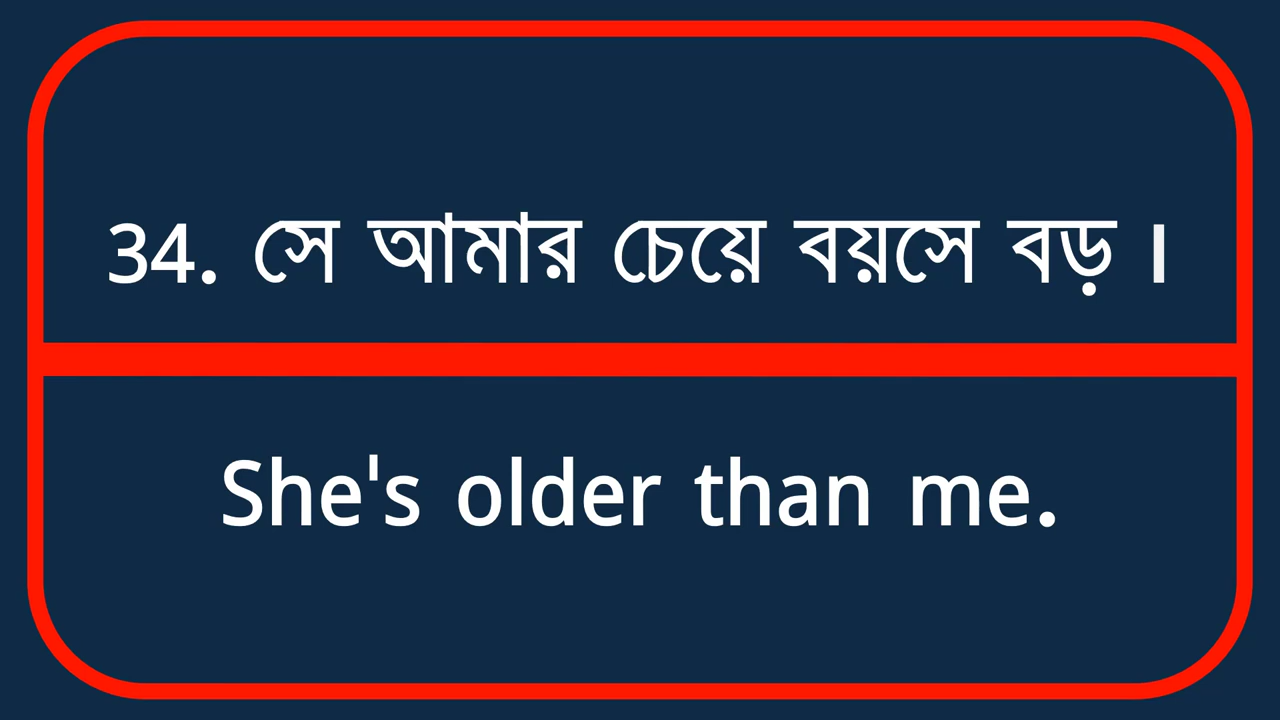 34. সে আমার চেয়ে বয়সে বড় ।
She's older than me.